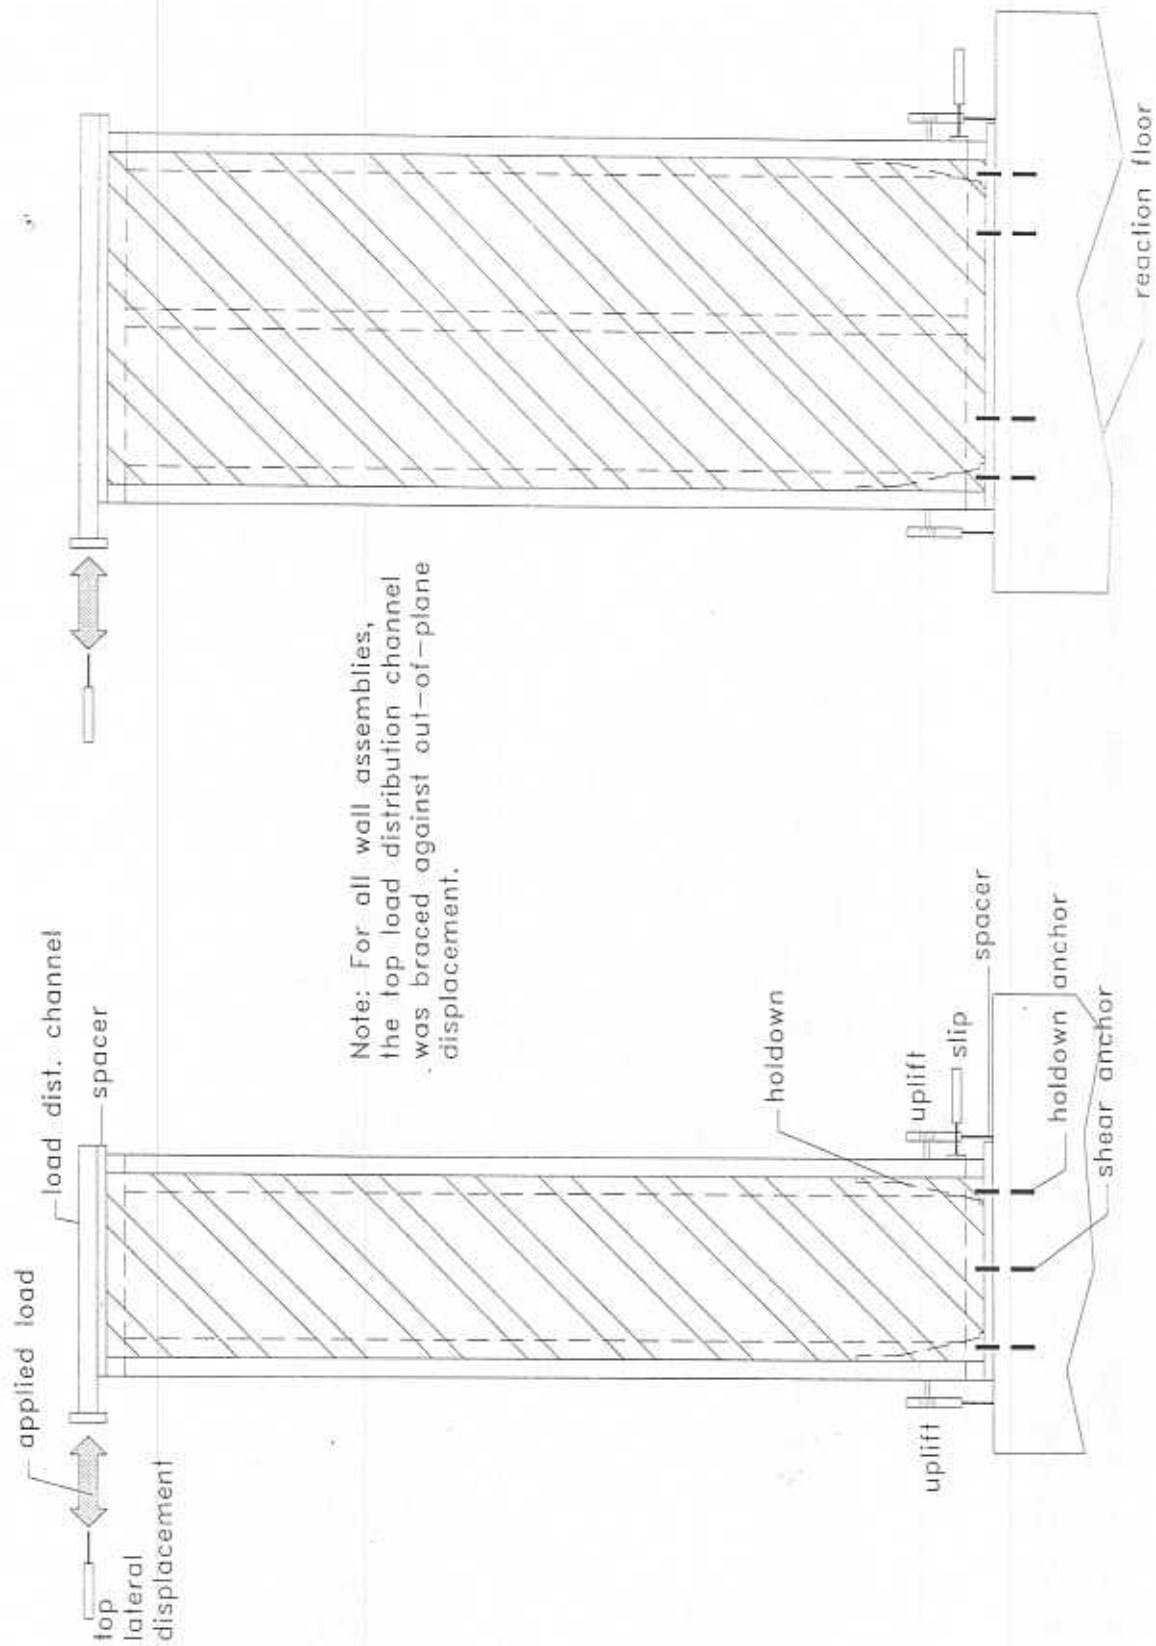 applied load
load dist. channel
spacer
top
lateral
displacement
Note: For all wall assemblies,
the top load distribution channel
was braced against out-of-plane
displacement.
holdown
uplift
uplift
slip
spacer
holdown anchor
shear anchor
reaction floor